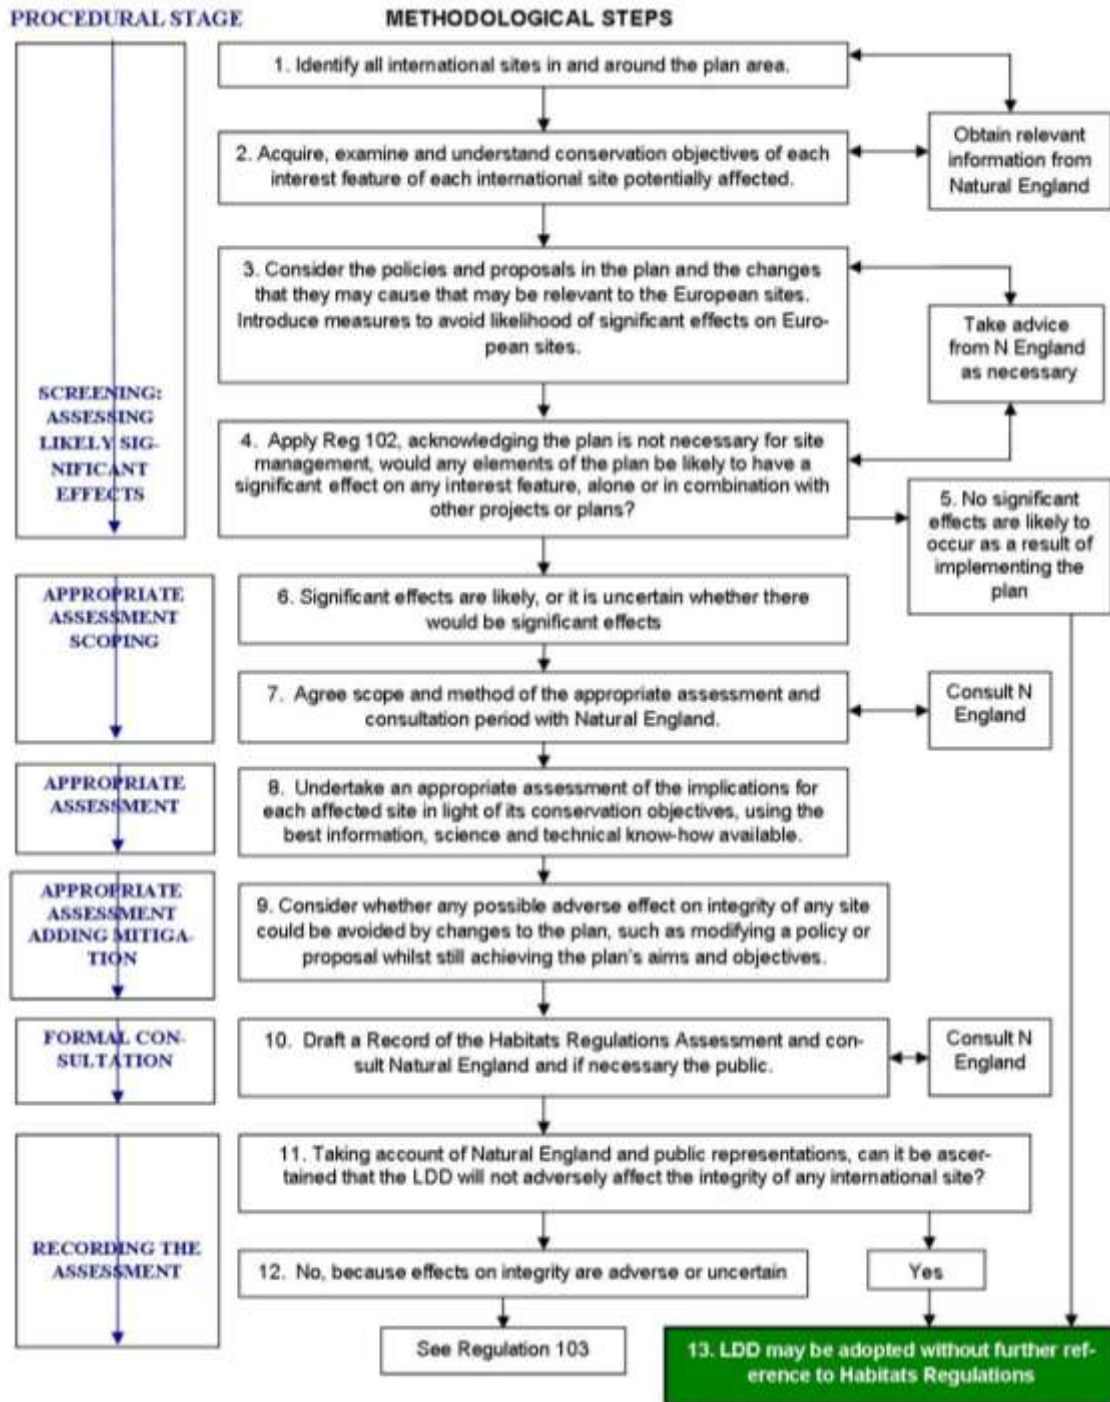 PROCEDURAL STAGE
METHODOLOGICAL STEPS
1. Identify all international sites in and around the plan area.
Obtain relevant
information from
Natural England
2. Acquire, examine and understand conservation objectives of each
interest feature of each international site potentially affected.
3. Consider the policies and proposals in the plan and the changes
that they may cause that may be relevant to the European sites.
Introduce measures to avoid likelihood of significant effects on Euro-
pean sites.
Take advice
from N England
as necessary
SCREENING:
ASSESSING
LIKELY SIG-
NIFICANT
EFFECTS
4. Apply Reg 102, acknowledging the plan is not necessary for site
management, would any elements of the plan be likely to have a
significant effect on any interest feature, alone or in combination with
other projects or plans?
5. No significant
effects are likely to
occur as a result of
implementing the
plan
APPROPRIATE
ASSESSMENT
SCOPING
6. Significant effects are likely, or it is uncertain whether there
would be significant effects
7. Agree scope and method of the appropriate assessment and
consultation period with Natural England.
Consult N
England
APPROPRIATE
ASSESSMENT
8. Undertake an appropriate assessment of the implications for
each affected site in light of its conservation objectives, using the
best information, science and technical know-how available.
APPROPRIATE
ASSESSMENT
ADDING MITIGA-
TION
9. Consider whether any possible adverse effect on integrity of any site
could be avoided by changes to the plan, such as modifying a policy or
proposal whilst still achieving the plan's aims and objectives.
FORMAL CON-
SULTATION
10. Draft a Record of the Habitats Regulations Assessment and con-
sult Natural England and if necessary the public.
Consult N
England
RECORDING THE
ASSESSMENT
11. Taking account of Natural England and public representations, can it be ascer-
tained that the LDD will not adversely affect the integrity of any international site?
12. No, because effects on integrity are adverse or uncertain
Yes
See Regulation 103
13. LDD may be adopted without further ref-
erence to Habitats Regulations